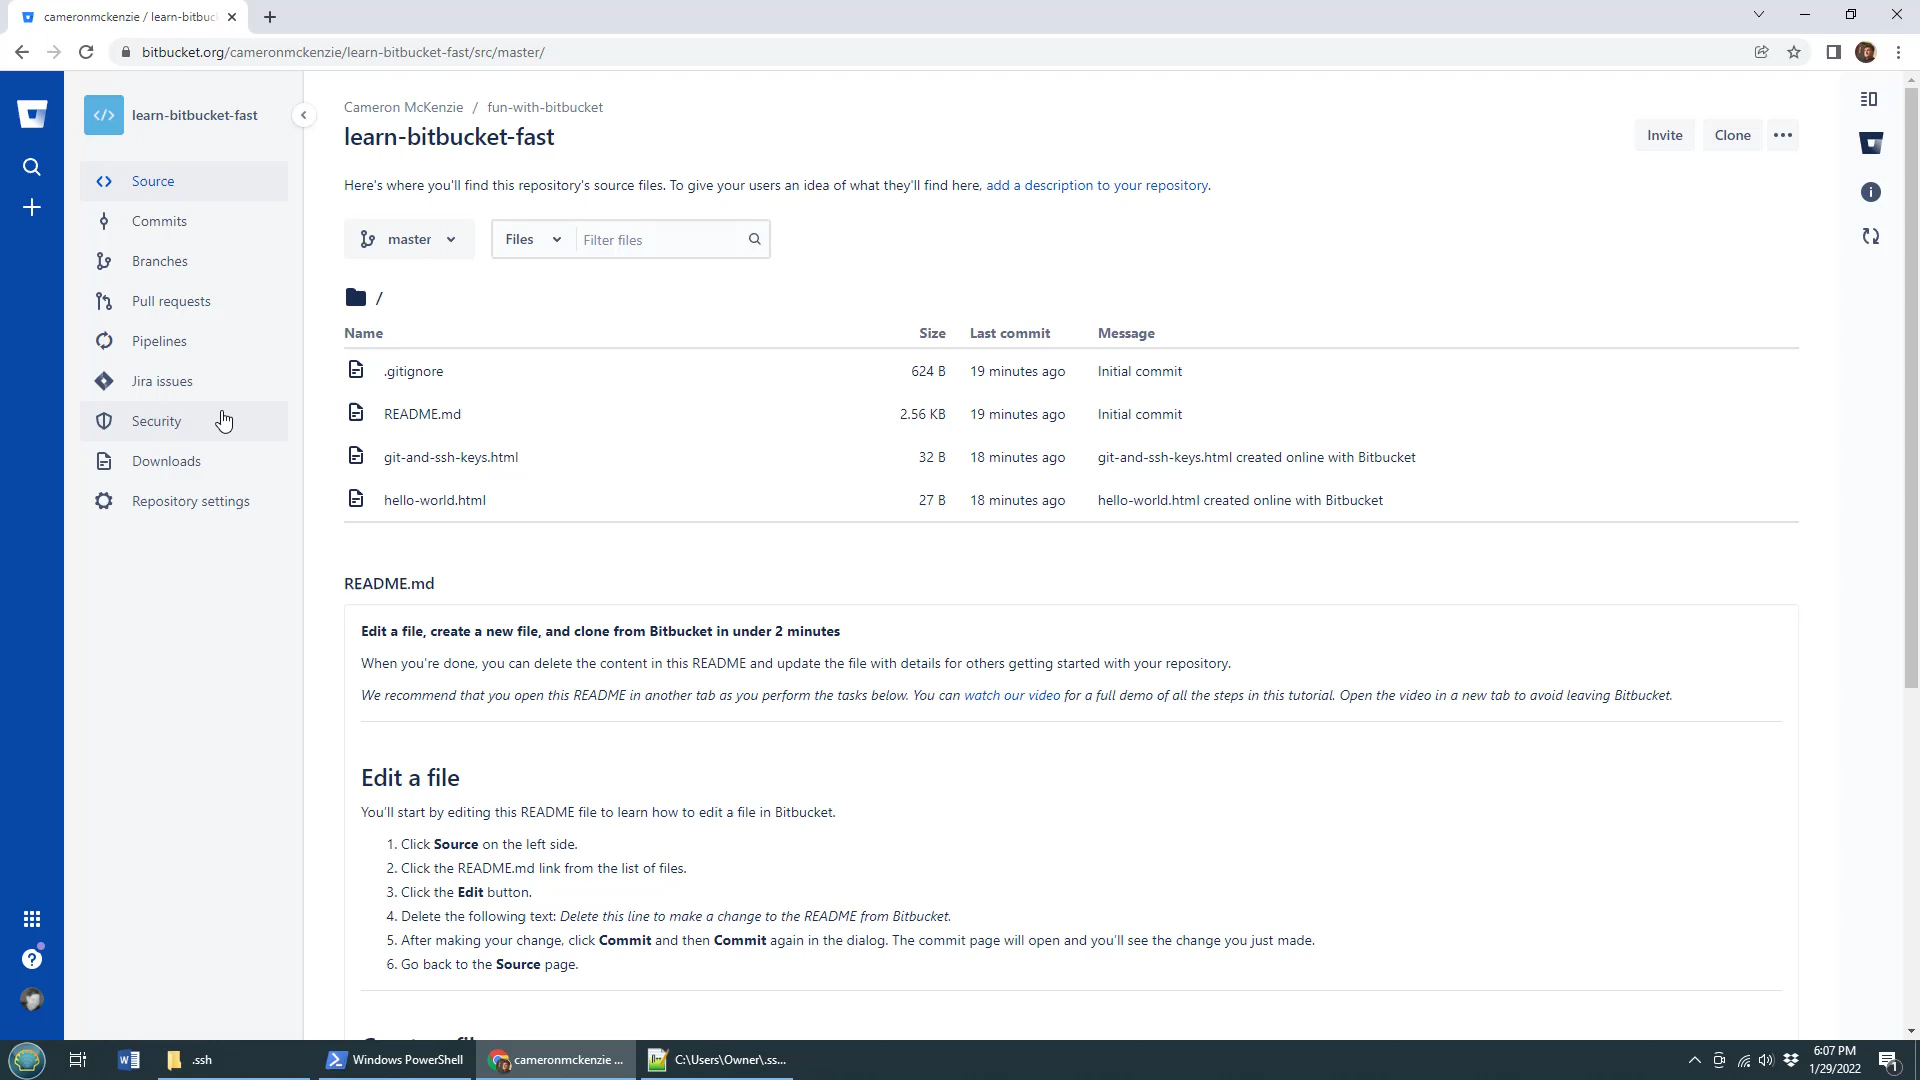 cameronmckenzie / learn-bitbuc
bitbucket.org/cameronmckenzie/learn-bitbucket-fast/src/master/
learn-bitbucket-fast
Source
Commits
Branches
Pull requests
Pipelines
Jira issues
Security
Downloads
Repository settings
Cameron McKenzie / fun-with-bitbucket
learn-bitbucket-fast
Invite
Clone
Here's where you'll find this repository's source files. To give your users an idea of what they'll find here, add a description to your repository.
master
Files
Filter files
/
Name Size Last commit Message
.gitignore 624 B 19 minutes ago Initial commit
README.md 2.56 KB 19 minutes ago Initial commit
git-and-ssh-keys.html 32 B 18 minutes ago git-and-ssh-keys.html created online with Bitbucket
hello-world.html 27 B 18 minutes ago hello-world.html created online with Bitbucket
README.md
Edit a file, create a new file, and clone from Bitbucket in under 2 minutes
When you're done, you can delete the content in this README and update the file with details for others getting started with your repository.
We recommend that you open this README in another tab as you perform the tasks below. You can watch our video for a full demo of all the steps in this tutorial. Open the video in a new tab to avoid leaving Bitbucket.
Edit a file
You'll start by editing this README file to learn how to edit a file in Bitbucket.
1. Click Source on the left side.
2. Click the README.md link from the list of files.
3. Click the Edit button.
4. Delete the following text: Delete this line to make a change to the README from Bitbucket.
5. After making your change, click Commit and then Commit again in the dialog. The commit page will open and you'll see the change you just made.
6. Go back to the Source page.
.ssh
Windows PowerShell
cameronmckenzie ...
C:\Users\Owner\.ss...
6:07 PM
1/29/2022
1